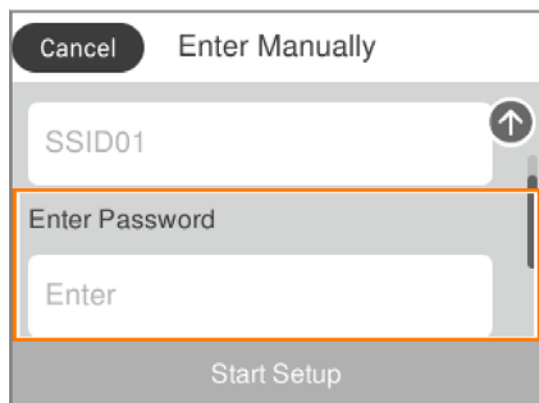 Cancel Enter Manually
SSID01
Enter Password
Enter
Start Setup